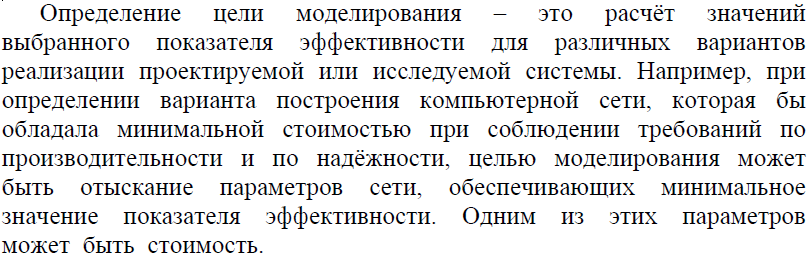 Определение цели моделирования – это расчёт значений
выбранного показателя эффективности для различных вариантов
реализации проектируемой или исследуемой системы. Например, при
определении варианта построения компьютерной сети, которая бы
обладала минимальной стоимостью при соблюдении требований по
производительности и по надёжности, целью моделирования может
быть отыскание параметров сети, обеспечивающих минимальное
значение показателя эффективности. Одним из этих параметров
может быть стоимость.